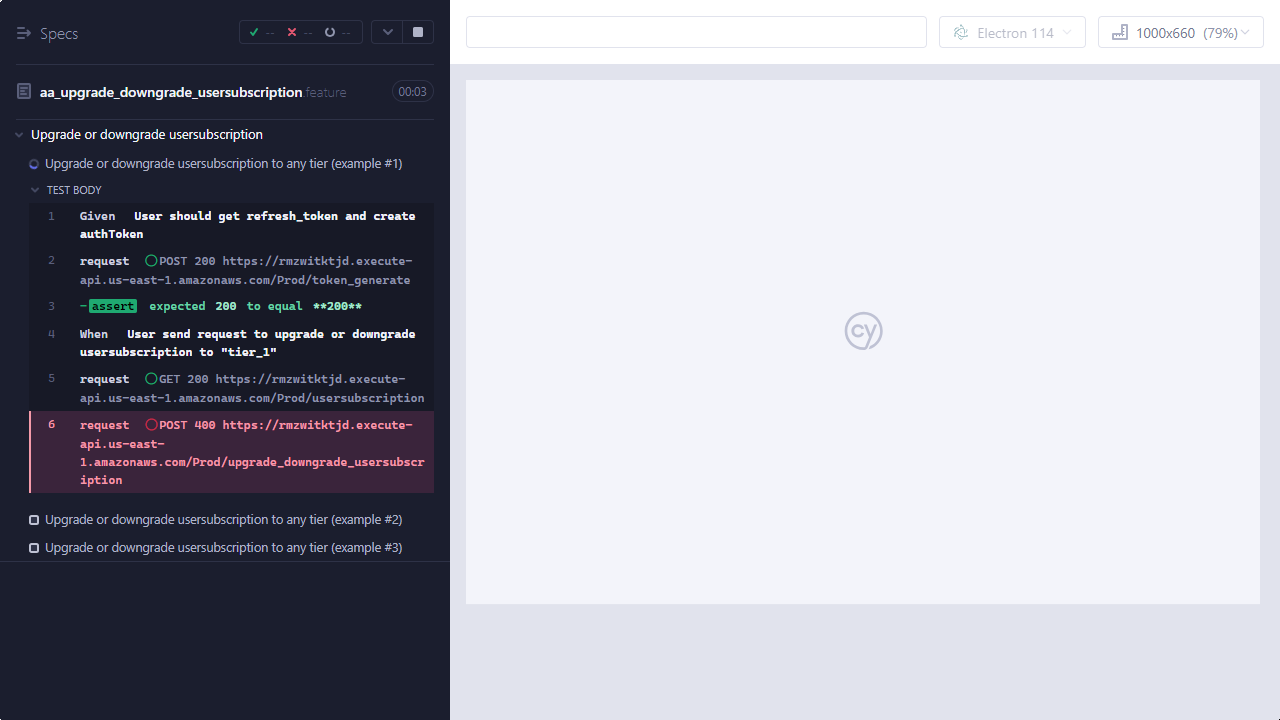 Specs
-- -- --
Electron 114
1000x660 (79%)
aa_upgrade_downgrade_usersubscription.feature
00:03
Upgrade or downgrade usersubscription
Upgrade or downgrade usersubscription to any tier (example #1)
TEST BODY
1 Given User should get refresh_token and create
authToken
2 request POST 200 https://rmzwitktjd.execute-
api.us-east-1.amazonaws.com/Prod/token_generate
3 -assert expected 200 to equal **200**
4 When User send request to upgrade or downgrade
usersubscription to "tier_1"
5 request GET 200 https://rmzwitktjd.execute-
api.us-east-1.amazonaws.com/Prod/usersubscription
6 request POST 400 https://rmzwitktjd.execute-
api.us-east-
1.amazonaws.com/Prod/upgrade_downgrade_usersubscr
iption
Upgrade or downgrade usersubscription to any tier (example #2)
Upgrade or downgrade usersubscription to any tier (example #3)
cy